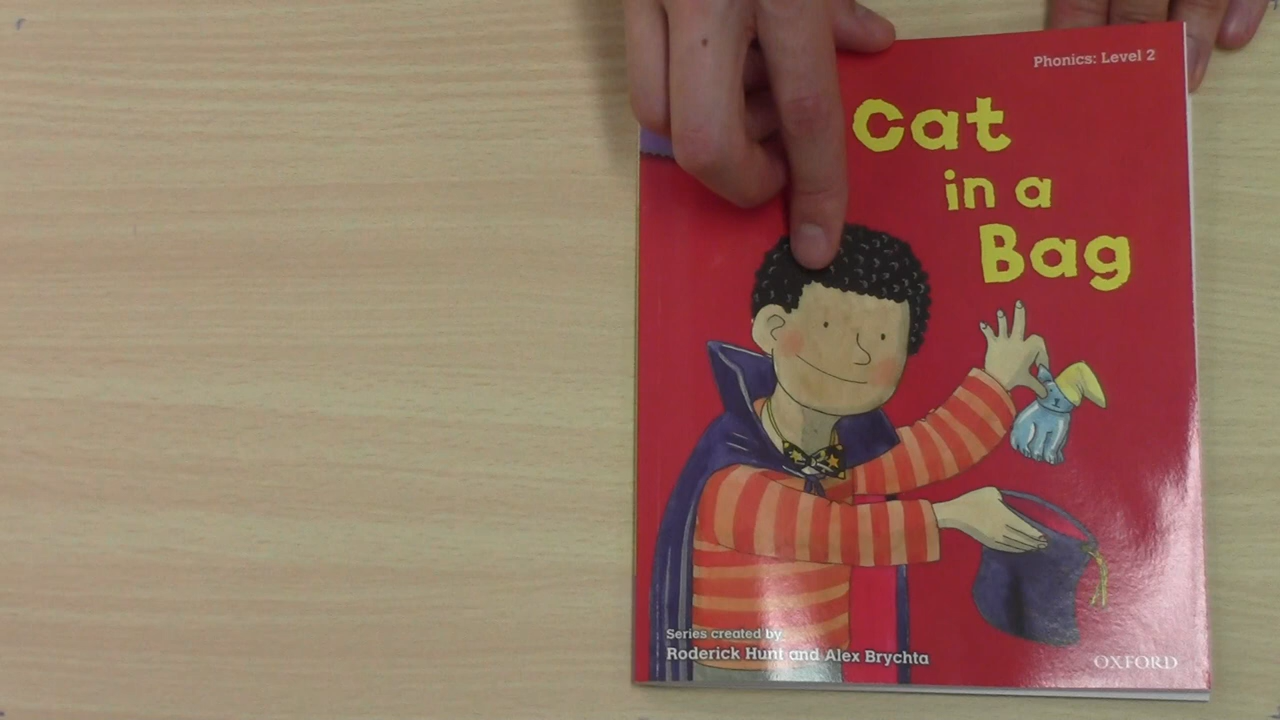 Phonics: Level 2
Cat
in a
Bag
Series created by
Roderick Hunt and Alex Brychta
OXFORD